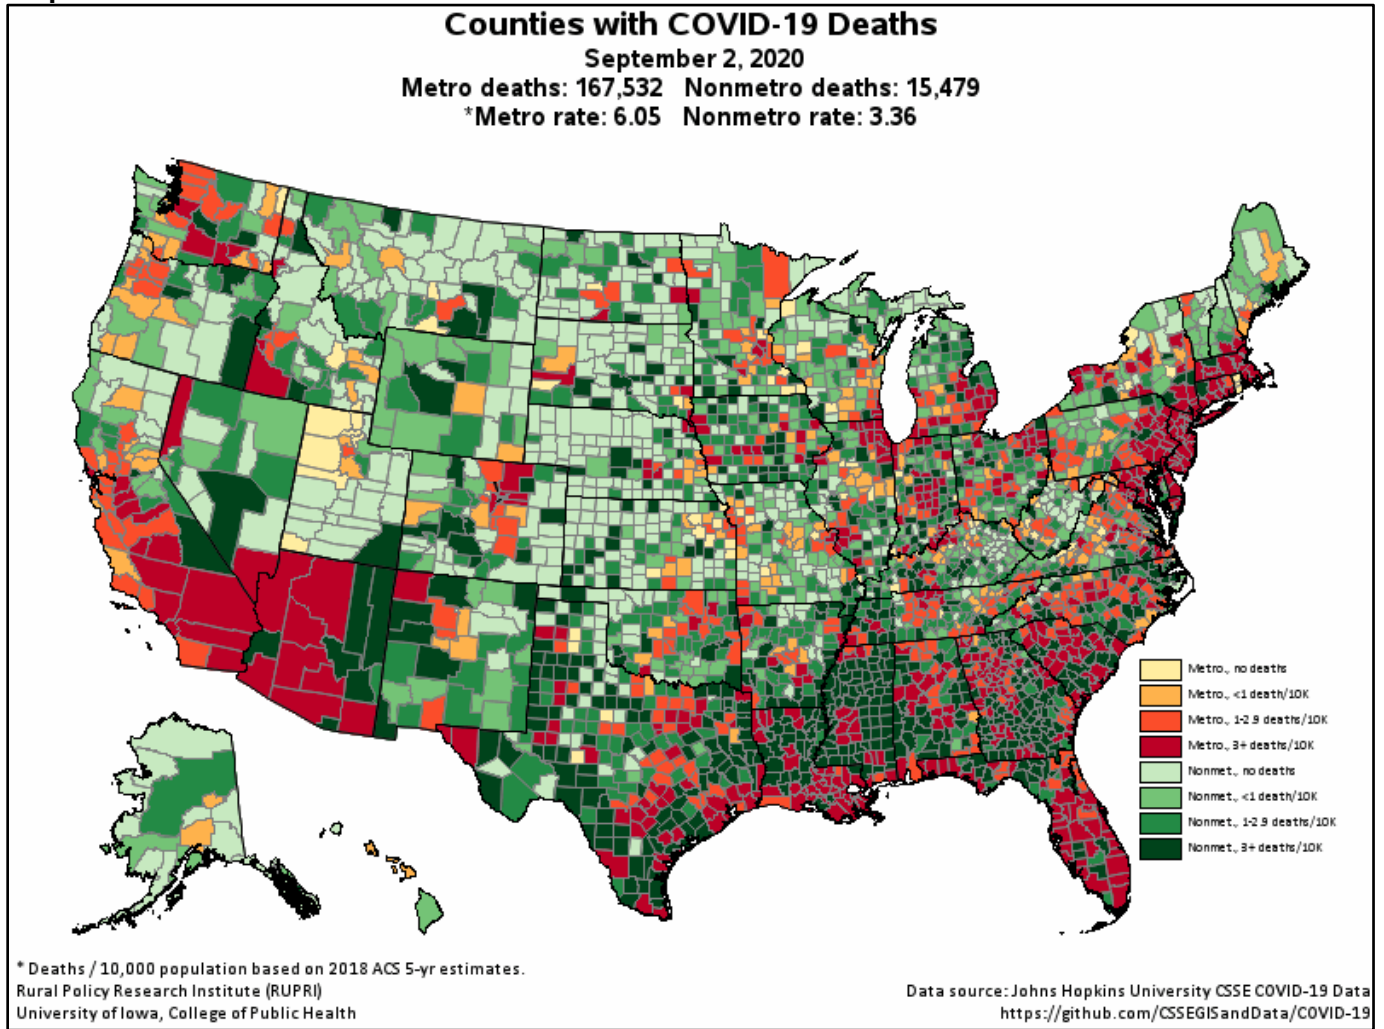 Counties with COVID-19 Deaths
September 2, 2020
Metro deaths: 167,532 Nonmetro deaths: 15,479
*Metro rate: 6.05 Nonmetro rate: 3.36
Metro., no deaths
Metro., <1 death/10K
Metro., 1-2.9 deaths/10K
Metro., 3+ deaths/10K
Nonmet., no deaths
Nonmet., <1 death/10K
Nonmet., 1-2.9 deaths/10K
Nonmet., 3+ deaths/10K
* Deaths / 10,000 population based on 2018 ACS 5-yr estimates.
Rural Policy Research Institute (RUPRI)
University of Iowa, College of Public Health
Data source: Johns Hopkins University CSSE COVID-19 Data
https://github.com/CSSEGISandData/COVID-19